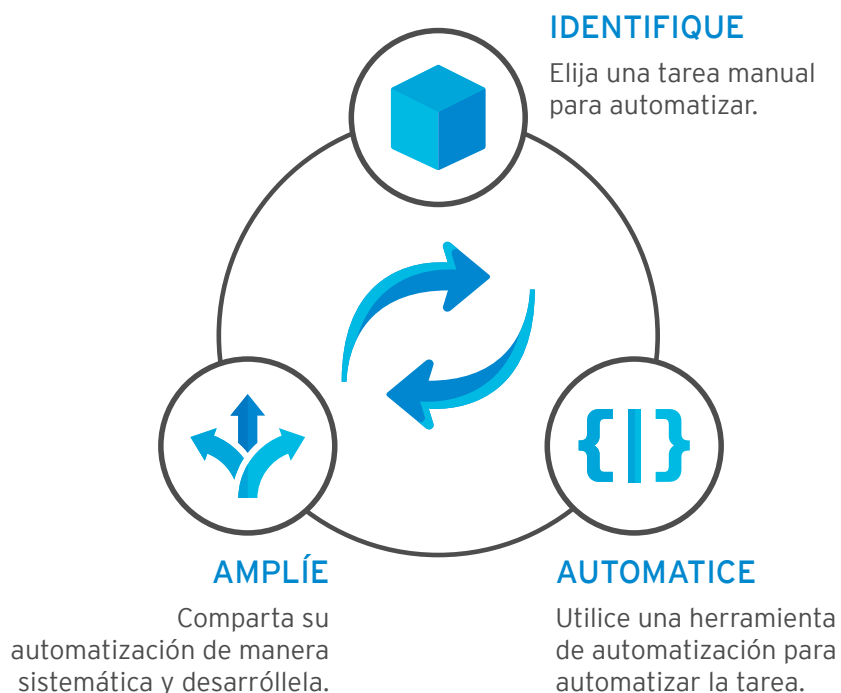 IDENTIFIQUE
Elija una tarea manual
para automatizar.
AMPLÍE
Comparta su
automatización de manera
sistemática y desarróllela.
AUTOMATICE
Utilice una herramienta
de automatización para
automatizar la tarea.